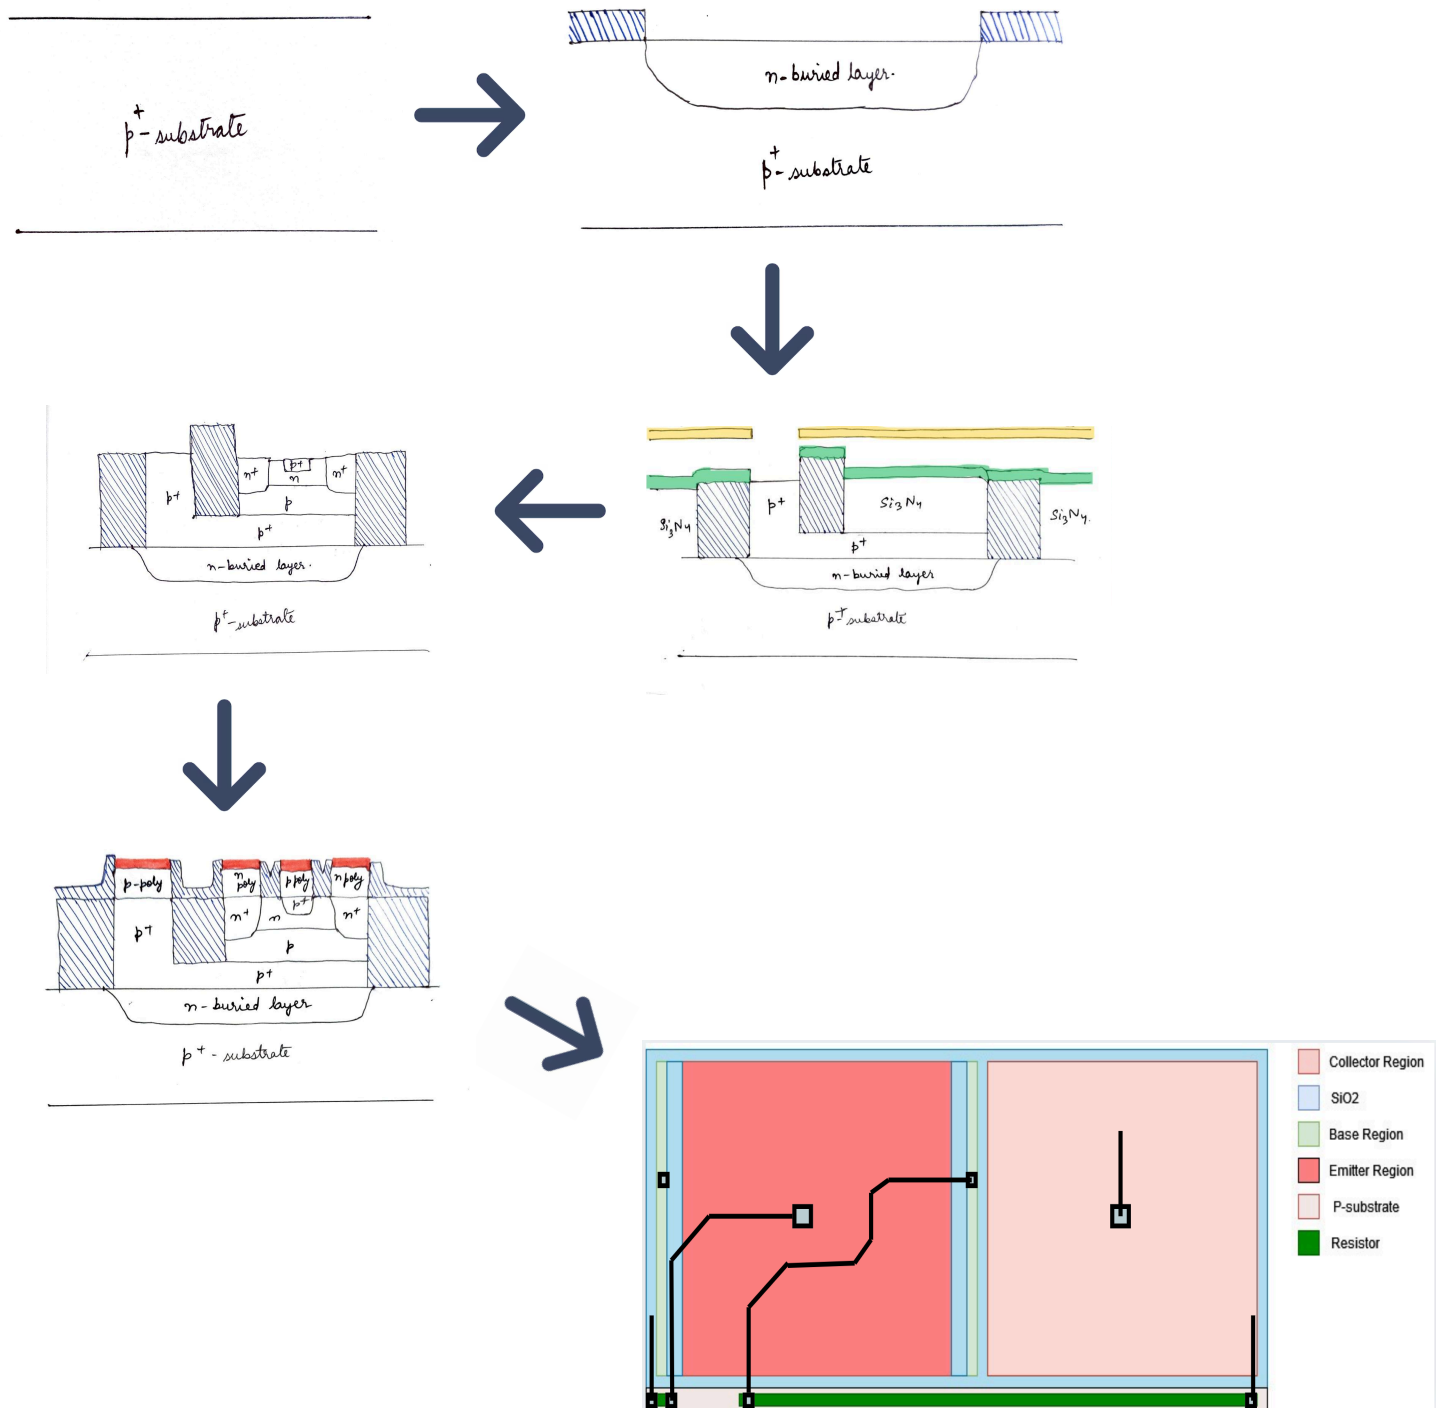 p+-substrate
n-buried layer.
p+-substrate
n+ p+ n+
n
p+ p
p+
n-buried layer.
p+-substrate
p+ Si3N4
Si3N4 Si3N4.
p+
n-buried layer
p+-substrate
p-poly n poly p poly n poly
n+ n p+ n+
p+
p
p+
n-buried layer
p+-substrate
Collector Region
SiO2
Base Region
Emitter Region
P-substrate
Resistor